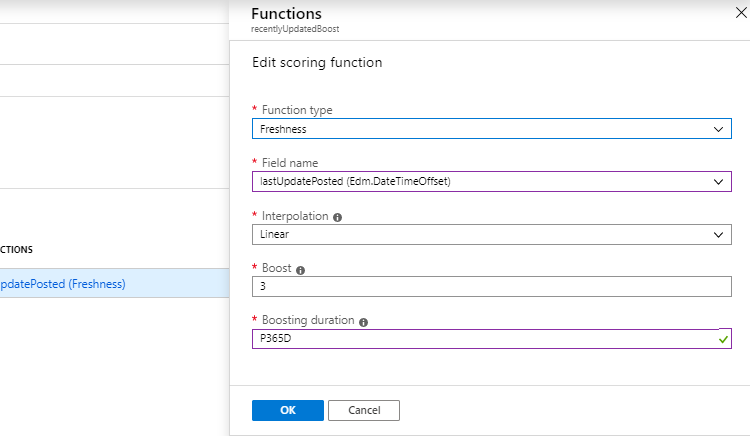 Functions
recentlyUpdatedBoost
Edit scoring function
* Function type
Freshness
* Field name
lastUpdatePosted (Edm.DateTimeOffset)
* Interpolation
Linear
CTIONS
* Boost
pdatePosted (Freshness)
3
* Boosting duration
P365D
OK
Cancel